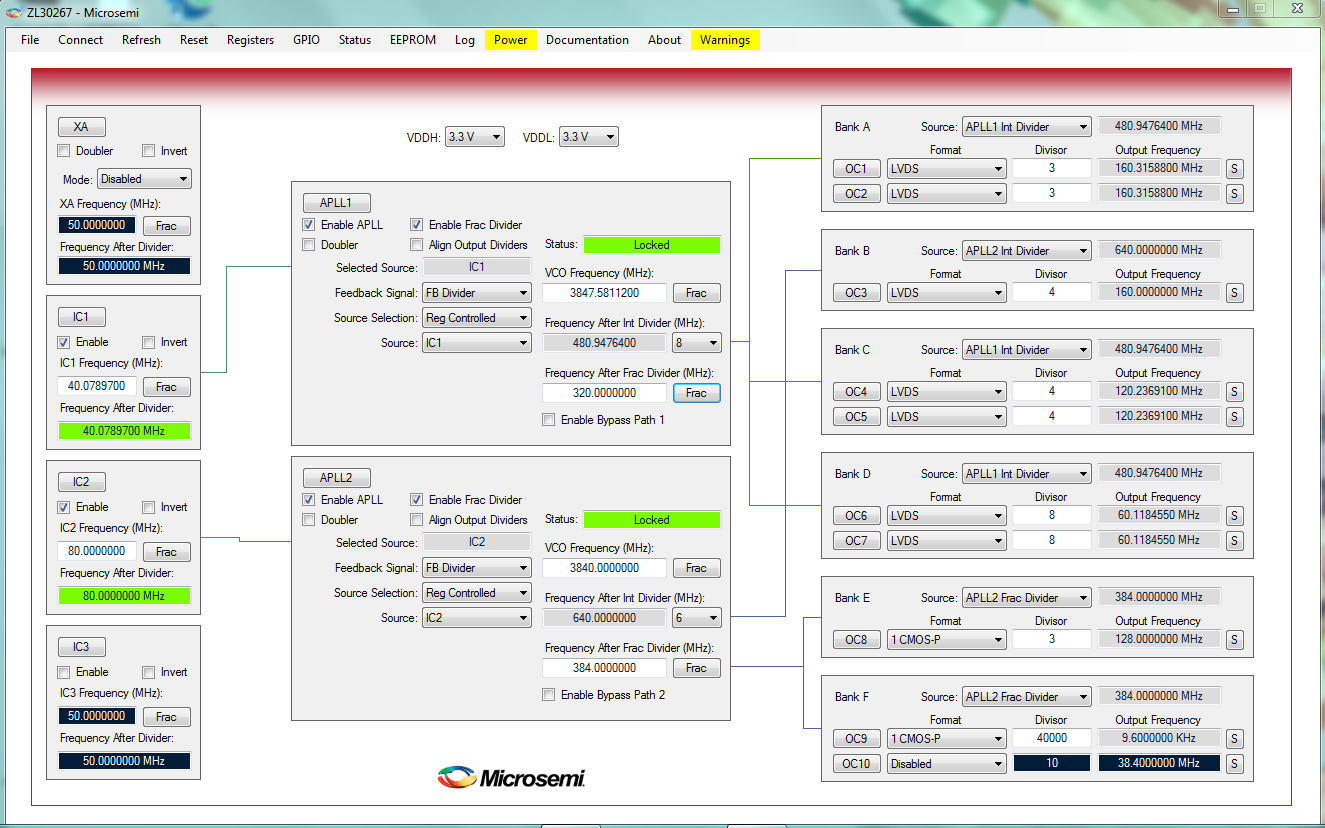 ZL30267 - Microsemi
File Connect Refresh Reset Registers GPIO Status EEPROM Log Power Documentation About Warnings
VDDH: 3.3 V VDDL: 3.3 V
XA
Doubler Invert
Mode: Disabled
XA Frequency (MHz):
50.0000000 Frac
Frequency After Divider:
50.0000000 MHz
IC1
Enable Invert
IC1 Frequency (MHz):
40.0789700 Frac
Frequency After Divider:
40.0789700 MHz
IC2
Enable Invert
IC2 Frequency (MHz):
80.0000000 Frac
Frequency After Divider:
80.0000000 MHz
IC3
Enable Invert
IC3 Frequency (MHz):
50.0000000 Frac
Frequency After Divider:
50.0000000 MHz
APLL1
Enable APLL Enable Frac Divider
Doubler Align Output Dividers Status: Locked
Selected Source: IC1 VCO Frequency (MHz):
Feedback Signal: FB Divider 3847.5811200 Frac
Source Selection: Reg Controlled Frequency After Int Divider (MHz):
Source: IC1 480.9476400 8
Frequency After Frac Divider (MHz):
320.0000000 Frac
Enable Bypass Path 1
APLL2
Enable APLL Enable Frac Divider
Doubler Align Output Dividers Status: Locked
Selected Source: IC2 VCO Frequency (MHz):
Feedback Signal: FB Divider 3840.0000000 Frac
Source Selection: Reg Controlled Frequency After Int Divider (MHz):
Source: IC2 640.0000000 6
Frequency After Frac Divider (MHz):
384.0000000 Frac
Enable Bypass Path 2
Microsemi.
Bank A Source: APLL1 Int Divider 480.9476400 MHz
Format Divisor Output Frequency
OC1 LVDS 3 160.3158800 MHz S
OC2 LVDS 3 160.3158800 MHz S
Bank B Source: APLL2 Int Divider 640.0000000 MHz
Format Divisor Output Frequency
OC3 LVDS 4 160.0000000 MHz S
Bank C Source: APLL1 Int Divider 480.9476400 MHz
Format Divisor Output Frequency
OC4 LVDS 4 120.2369100 MHz S
OC5 LVDS 4 120.2369100 MHz S
Bank D Source: APLL1 Int Divider 480.9476400 MHz
Format Divisor Output Frequency
OC6 LVDS 8 60.1184550 MHz S
OC7 LVDS 8 60.1184550 MHz S
Bank E Source: APLL2 Frac Divider 384.0000000 MHz
Format Divisor Output Frequency
OC8 1 CMOS-P 3 128.0000000 MHz S
Bank F Source: APLL2 Frac Divider 384.0000000 MHz
Format Divisor Output Frequency
OC9 1 CMOS-P 40000 9.6000000 KHz S
OC10 Disabled 10 38.4000000 MHz S